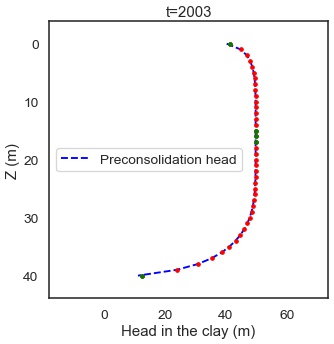 t=2003
0
10
20
30
40
Z (m)
Preconsolidation head
0 20 40 60
Head in the clay (m)